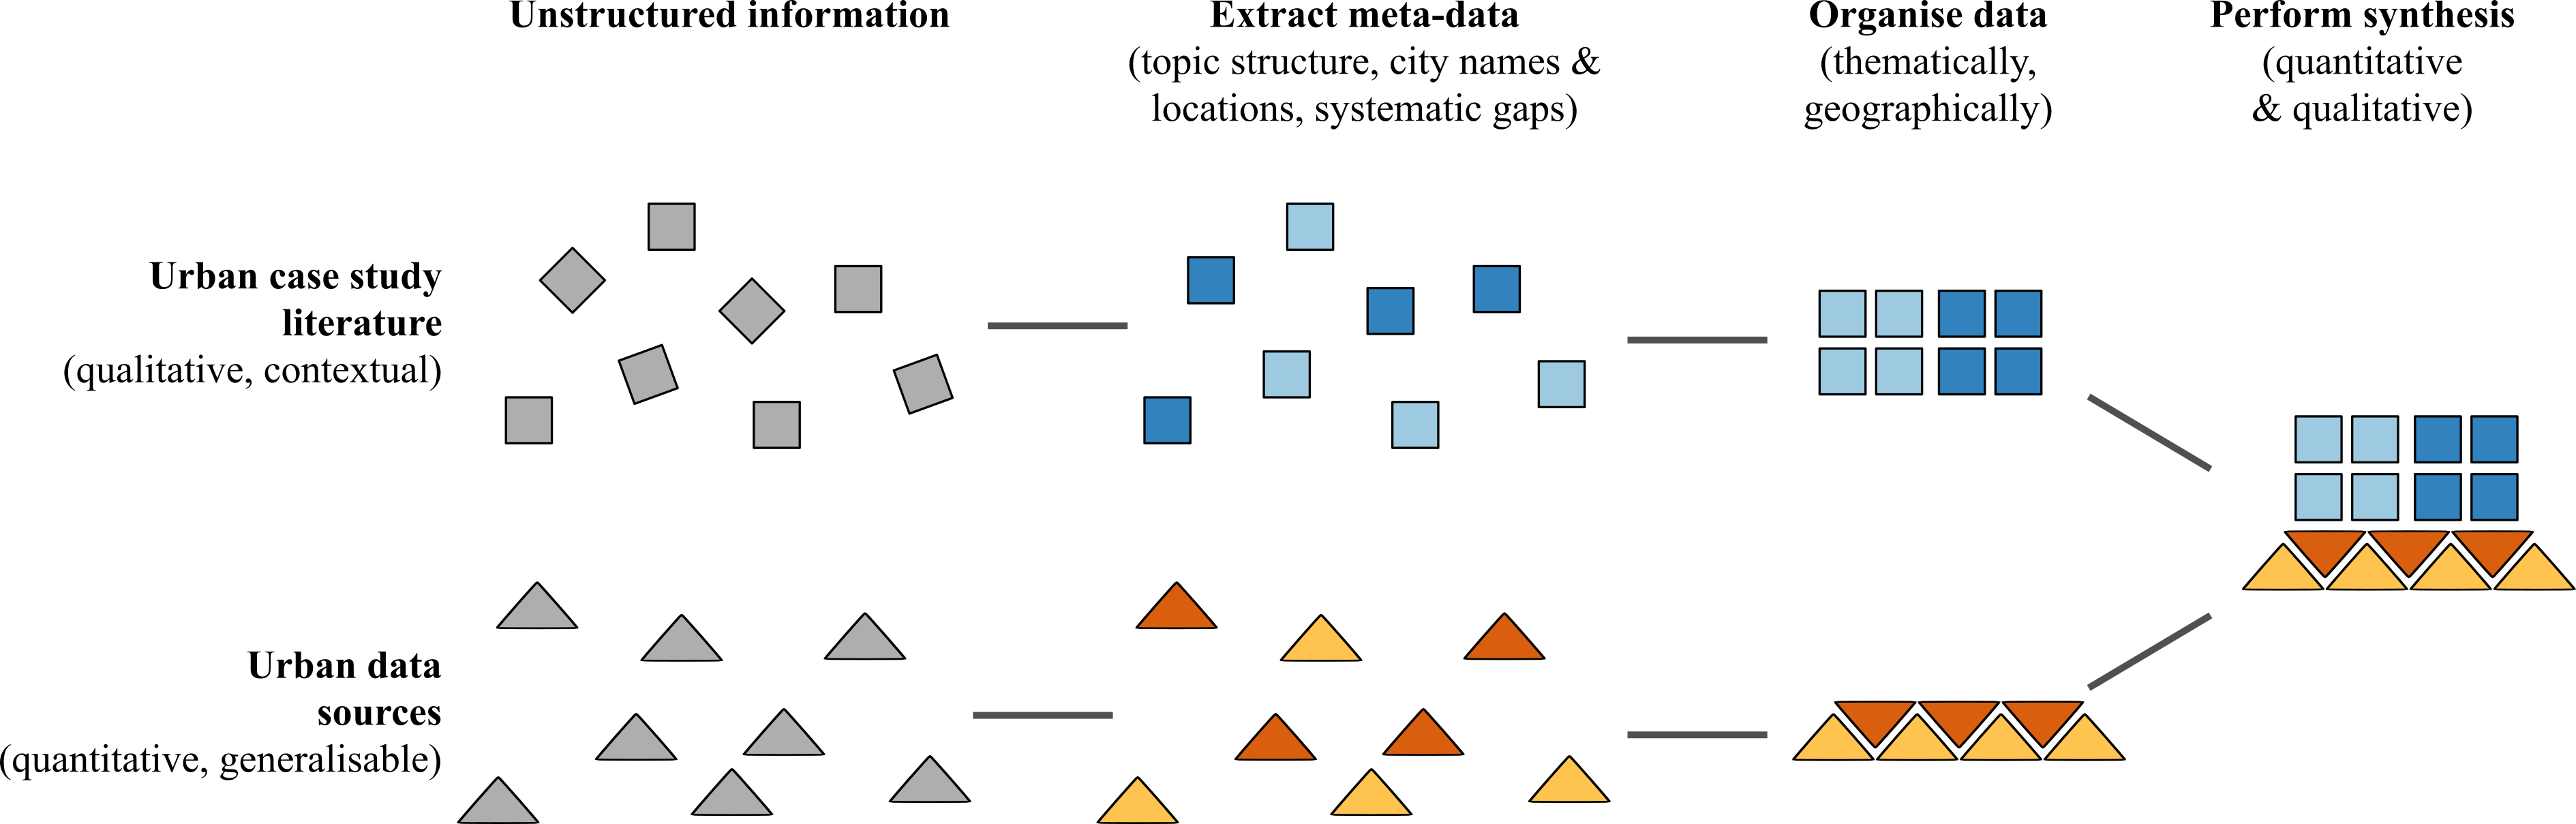 Unstructured information
Extract meta-data
(topic structure, city names &
locations, systematic gaps)
Organise data
(thematically,
geographically)
Perform synthesis
(quantitative
& qualitative)
Urban case study
literature
(qualitative, contextual)
Urban data
sources
(quantitative, generalisable)